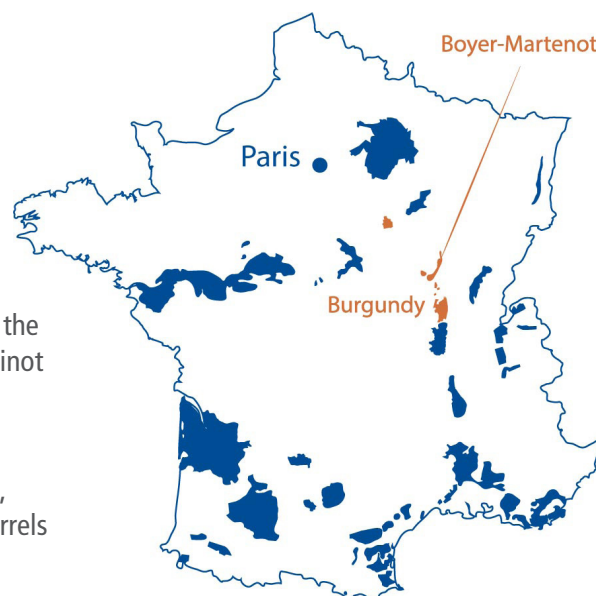 Boyer-Martenot
Paris
Burgundy
the
inot
,
rrels